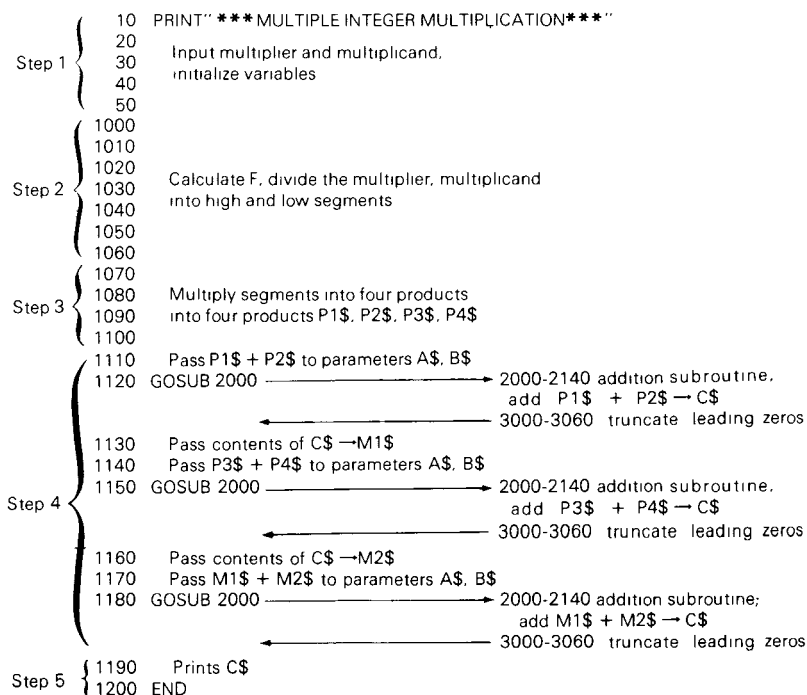 10 PRINT" ***MULTIPLE INTEGER MULTIPLICATION***"
20
Input multiplier and multiplicand,
Step 1
30
initialize variables
40
50
1000
1010
1020
Calculate F, divide the multiplier, multiplicand
Step 2
1030
into high and low segments
1040
1050
1060
1070
1080 Multiply segments into four products
Step 3
1090 into four products P1$, P2$, P3$, P4$
1100
1110 Pass P1$ + P2$ to parameters A$, B$
1120 GOSUB 2000 → 2000-2140 addition subroutine,
add P1$ + P2$ → C$
← 3000-3060 truncate leading zeros
1130 Pass contents of C$ → M1$
1140 Pass P3$ + P4$ to parameters A$, B$
1150 GOSUB 2000 → 2000-2140 addition subroutine,
Step 4
add P3$ + P4$ → C$
← 3000-3060 truncate leading zeros
1160 Pass contents of C$ → M2$
1170 Pass M1$ + M2$ to parameters A$, B$
1180 GOSUB 2000 → 2000-2140 addition subroutine;
add M1$ + M2$ → C$
← 3000-3060 truncate leading zeros
1190 Prints C$
Step 5
1200 END